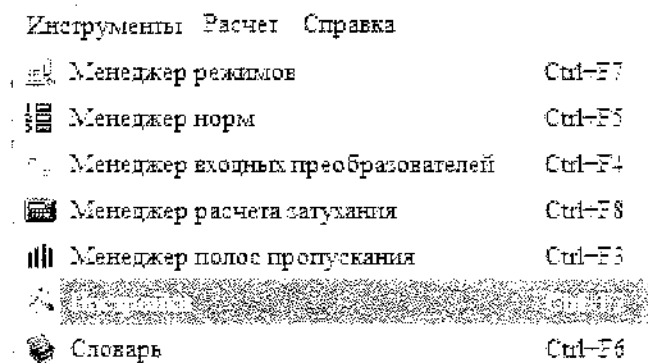 Инструменты Расчет Справка
Менеджер режимов Ctrl+F7
Менеджер норм Ctrl+F5
Менеджер входных преобразователей Ctrl+F4
Менеджер расчета затухания Ctrl+F8
Менеджер полос пропускания Ctrl+F3
Настройки
Словарь Ctrl+F6